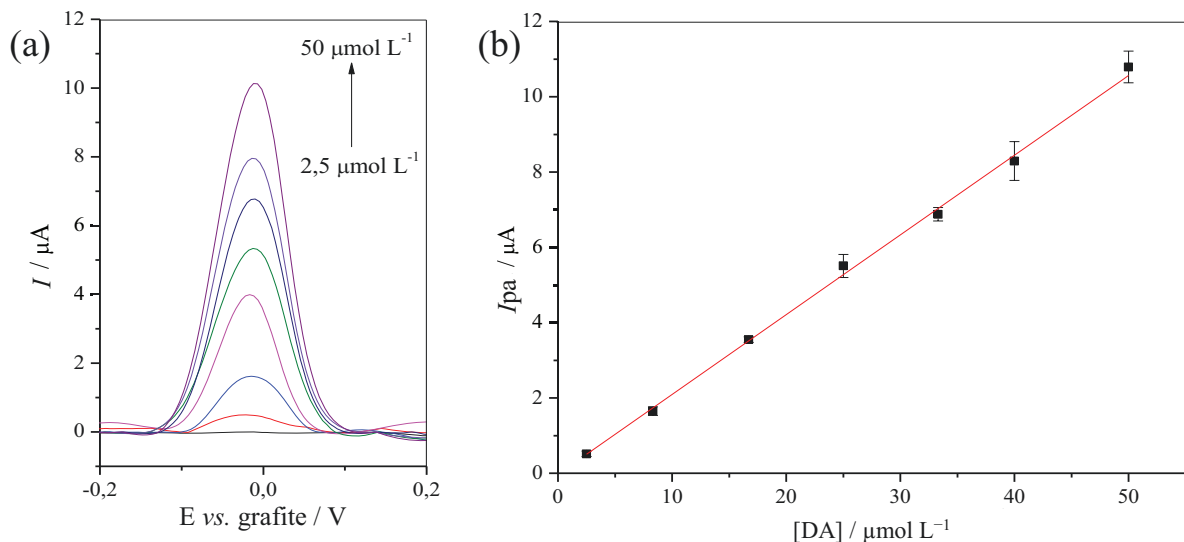 (a)
50 μmol L⁻¹
2,5 μmol L⁻¹
12
10
8
6
4
2
0
I / μA
-0,2
0,0
0,2
E vs. grafite / V
(b)
12
10
8
6
4
2
0
Ipa / μA
0
10
20
30
40
50
[DA] / μmol L⁻¹